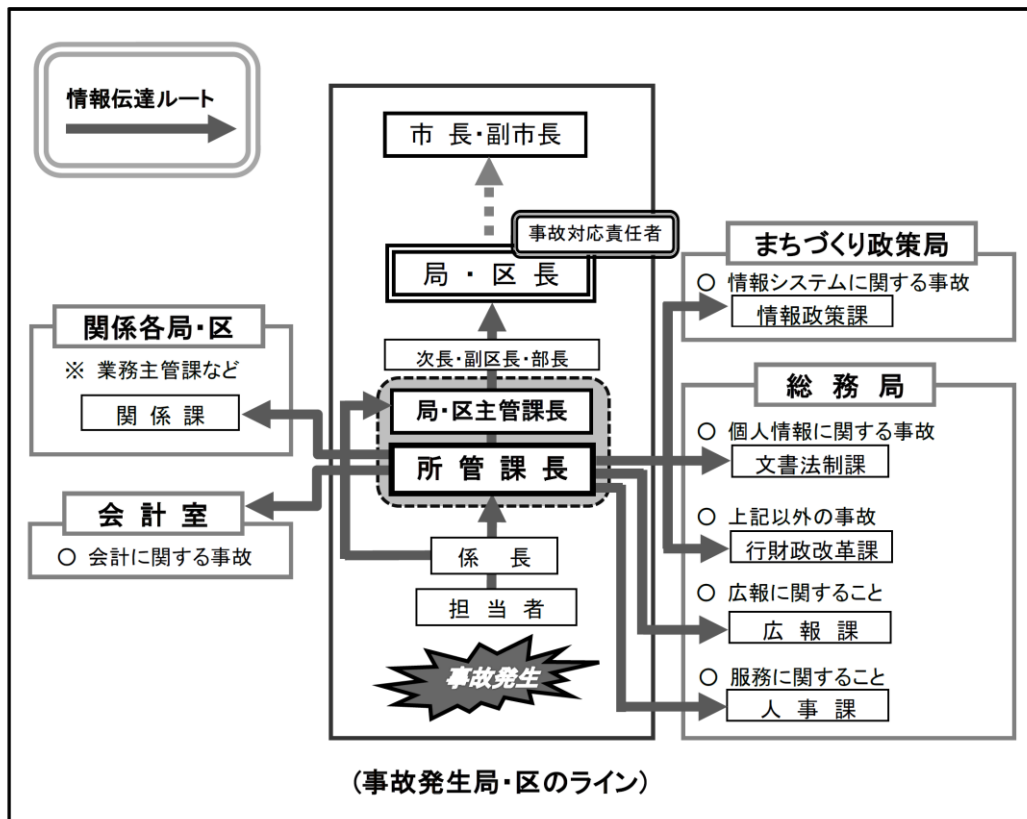 情報伝達ルート
市長・副市長
事故対応責任者
局・区長
次長・副区長・部長
局・区主管課長
所管課長
係長
担当者
事故発生
(事故発生局・区のライン)
関係各局・区
※ 業務主管課など
関係課
会計室
○ 会計に関する事故
まちづくり政策局
○ 情報システムに関する事故
情報政策課
総務局
○ 個人情報に関する事故
文書法制課
○ 上記以外の事故
行財政改革課
○ 広報に関すること
広報課
○ 服務に関すること
人事課